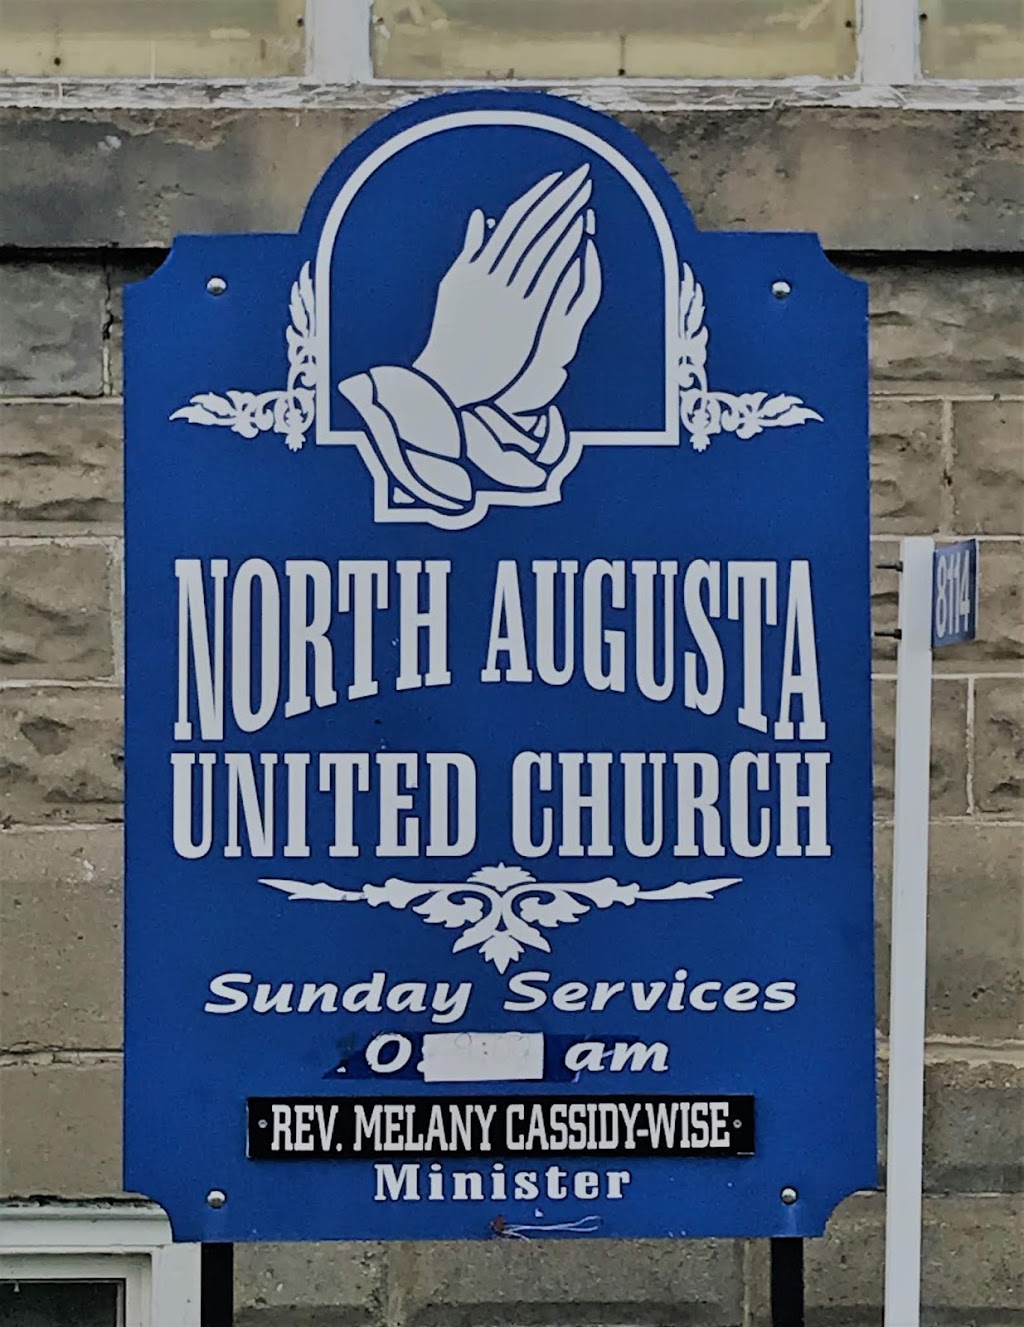 NORTH AUGUSTA
UNITED CHURCH
Sunday Services
am
REV. MELANY CASSIDY-WISE
Minister
8114